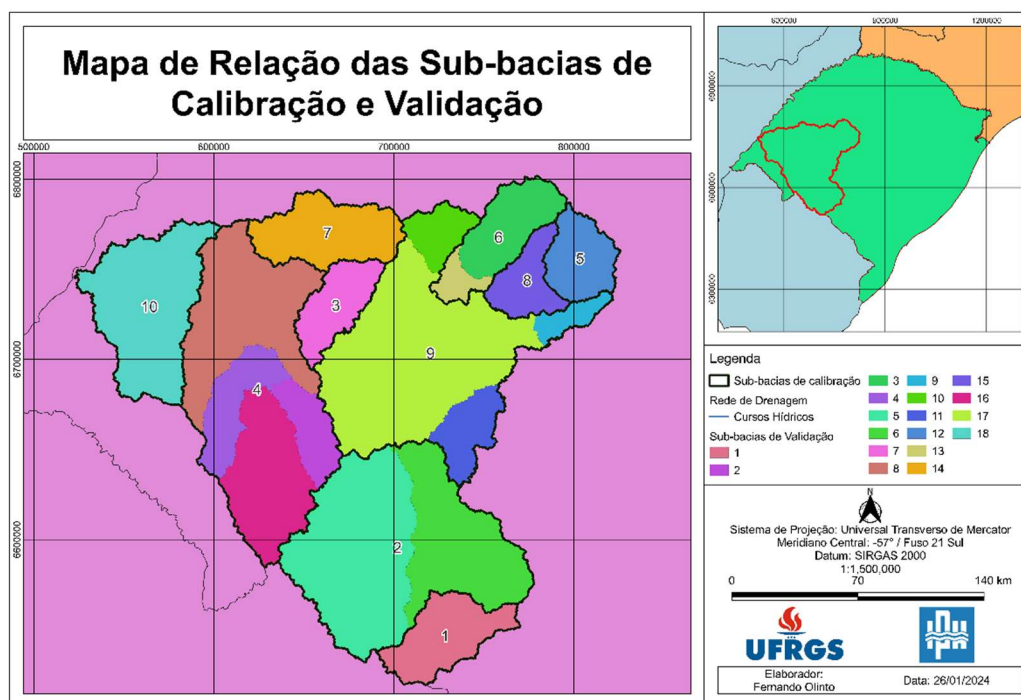 Mapa de Relação das Sub-bacias de
Calibração e Validação
500000
600000
700000
800000
6800000
6700000
6600000
10
7
3
4
9
6
8
5
2
1
600000
900000
1200000
6900000
6600000
6300000
Legenda
Sub-bacias de calibração
Rede de Drenagem
Cursos Hídricos
Sub-bacias de Validação
1
2
3
4
5
6
7
8
9
10
11
12
13
14
15
16
17
18
N
Sistema de Projeção: Universal Transverso de Mercator
Meridiano Central: -57° / Fuso 21 Sul
Datum: SIRGAS 2000
1:1,500,000
0
70
140 km
UFRGS
Elaborador:
Fernando Olinto
Data: 26/01/2024